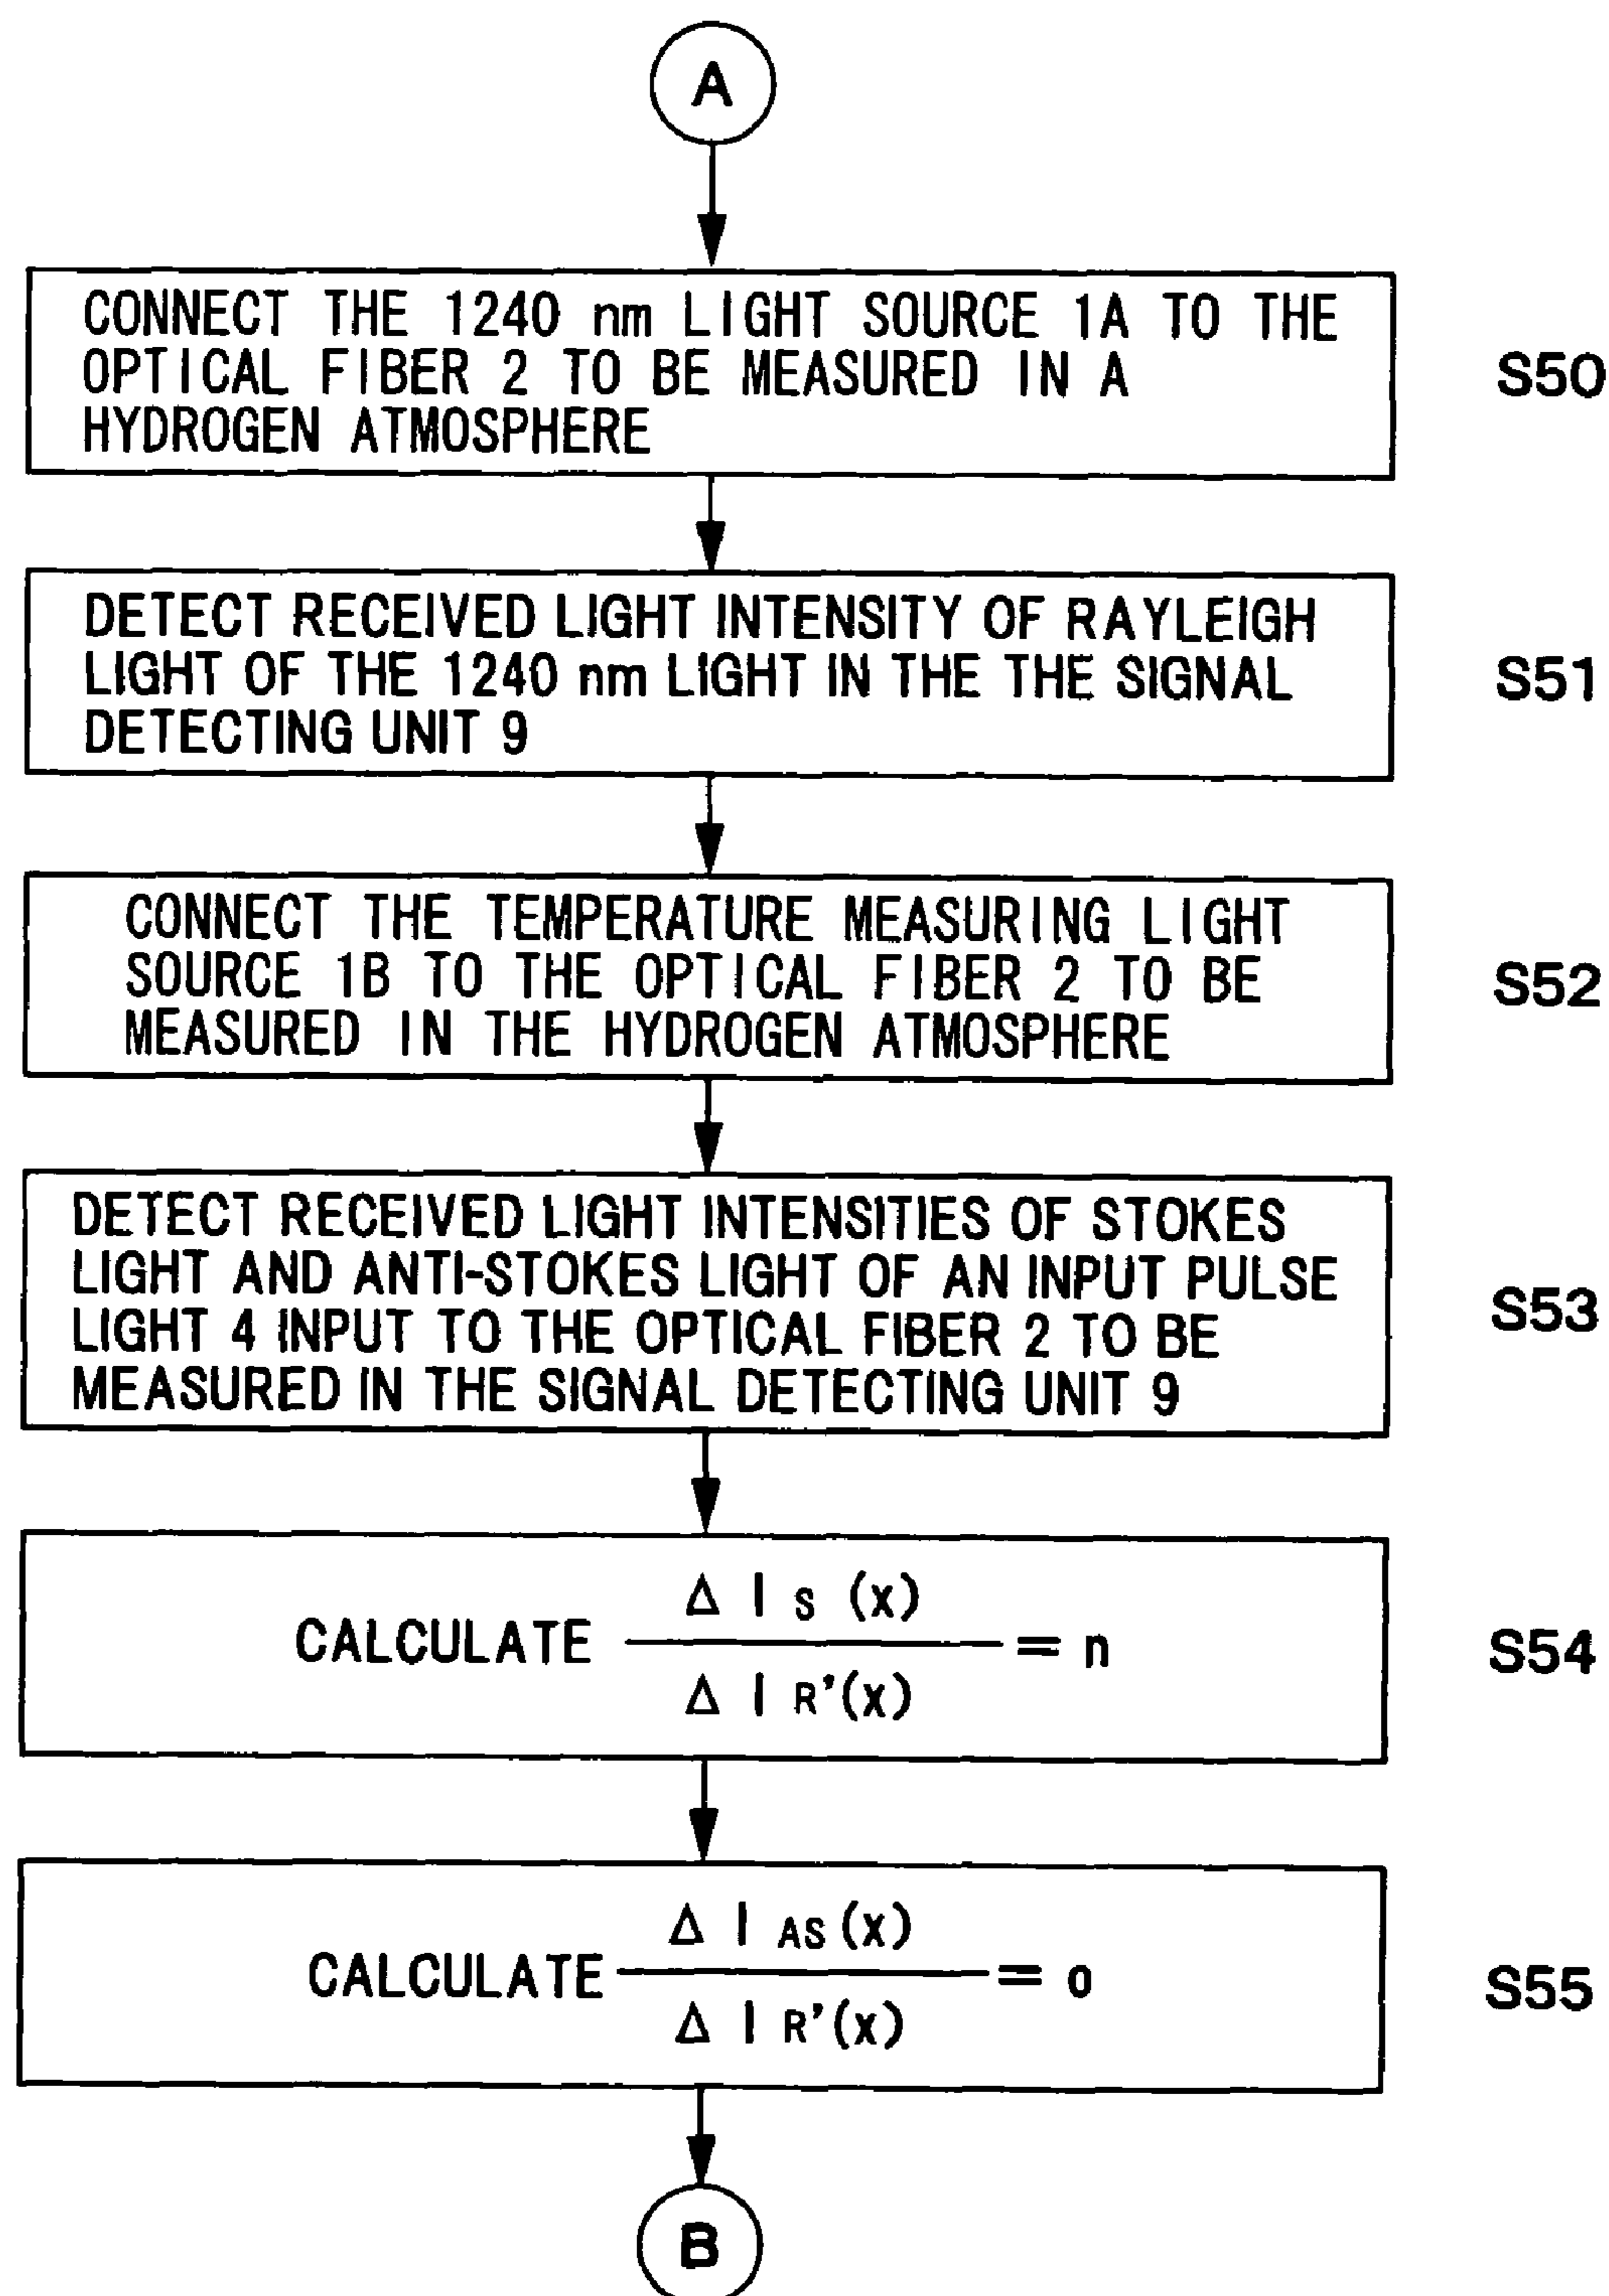 A
CONNECT THE 1240 nm LIGHT SOURCE 1A TO THE
OPTICAL FIBER 2 TO BE MEASURED IN A
HYDROGEN ATMOSPHERE
S50
DETECT RECEIVED LIGHT INTENSITY OF RAYLEIGH
LIGHT OF THE 1240 nm LIGHT IN THE THE SIGNAL
DETECTING UNIT 9
S51
CONNECT THE TEMPERATURE MEASURING LIGHT
SOURCE 1B TO THE OPTICAL FIBER 2 TO BE
MEASURED IN THE HYDROGEN ATMOSPHERE
S52
DETECT RECEIVED LIGHT INTENSITIES OF STOKES
LIGHT AND ANTI-STOKES LIGHT OF AN INPUT PULSE
LIGHT 4 INPUT TO THE OPTICAL FIBER 2 TO BE
MEASURED IN THE SIGNAL DETECTING UNIT 9
S53
Δ I S (x)
CALCULATE = n
Δ I R'(x)
S54
Δ I AS (x)
CALCULATE = o
Δ I R'(x)
S55
B